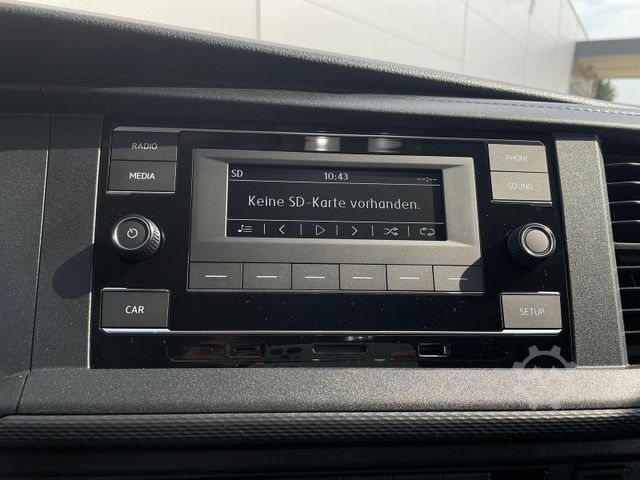 RADIO
MEDIA
SD
10:43
Keine SD-Karte vorhanden.
PHONE
SOUND
CAR
SETUP